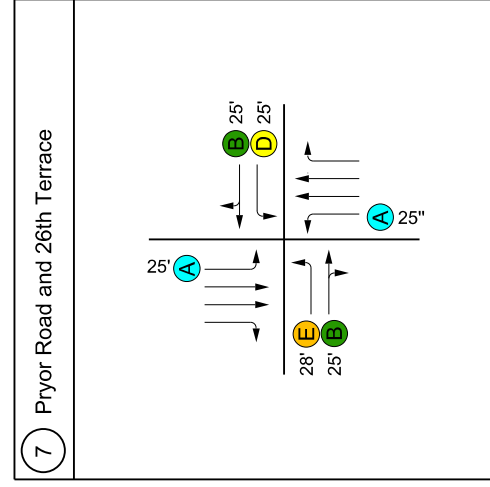 7 Pryor Road and 26th Terrace
B 25'
D 25'
25' A
A 25"
28' E
25' B